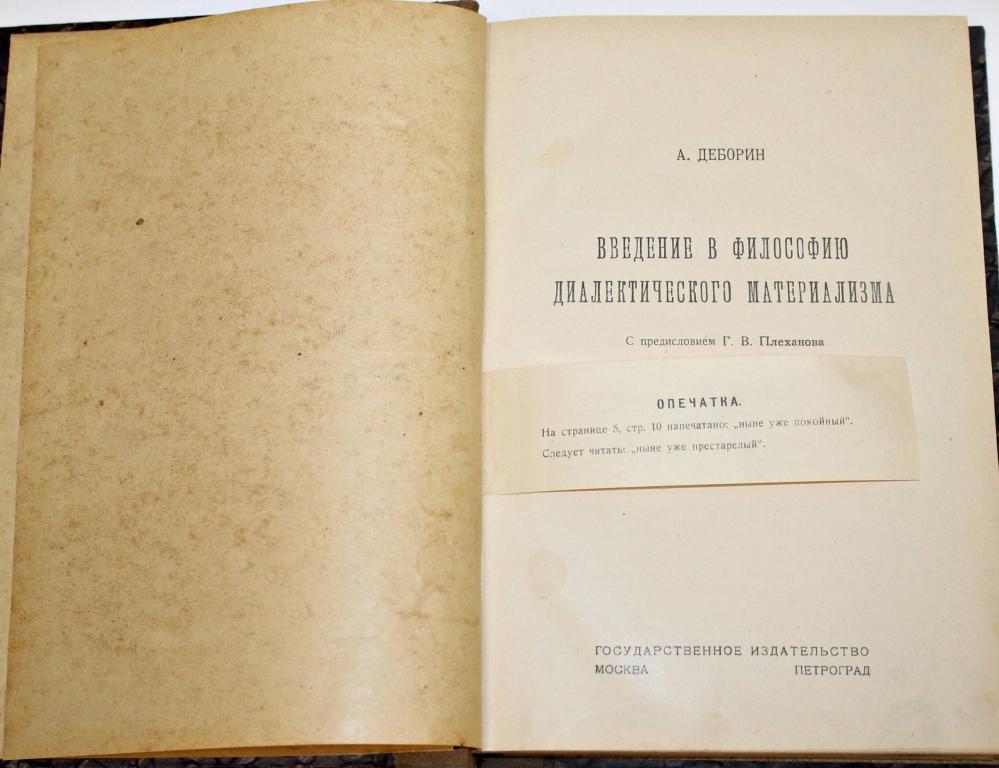 А. ДЕБОРИН
ВВЕДЕНИЕ В ФИЛОСОФИЮ
ДИАЛЕКТИЧЕСКОГО МАТЕРИАЛИЗМА
С предисловием Г. В. Плеханова
ОПЕЧАТКА.
На странице 5, стр. 10 напечатано: „ныне уже покойный“.
Следует читать: „ныне уже престарелый“.
ГОСУДАРСТВЕННОЕ ИЗДАТЕЛЬСТВО
МОСКВА ПЕТРОГРАД